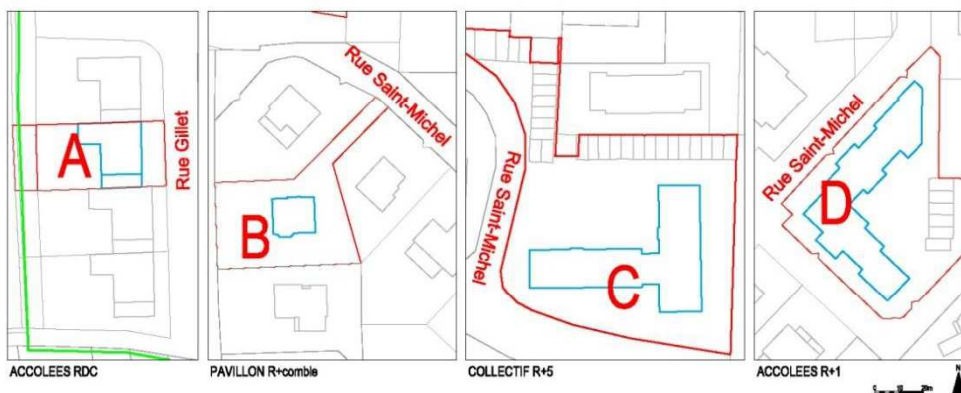 A
Rue Gillet
ACCOLEES RDC
Rue Saint-Michel
B
PAVILLON R+comble
Rue Saint-Michel
C
COLLECTIF R+5
Rue Saint-Michel
D
ACCOLEES R+1
N